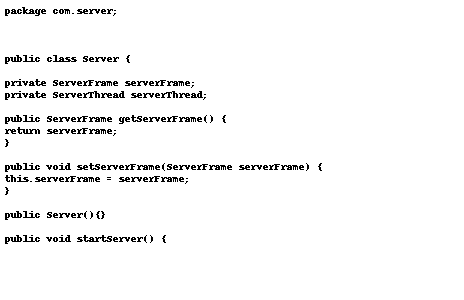 package com.server;
public class Server {
private ServerFrame serverFrame;
private ServerThread serverThread;
public ServerFrame getServerFrame() {
return serverFrame;
}
public void setServerFrame(ServerFrame serverFrame) {
this.serverFrame = serverFrame;
}
public Server(){}
public void startServer() {